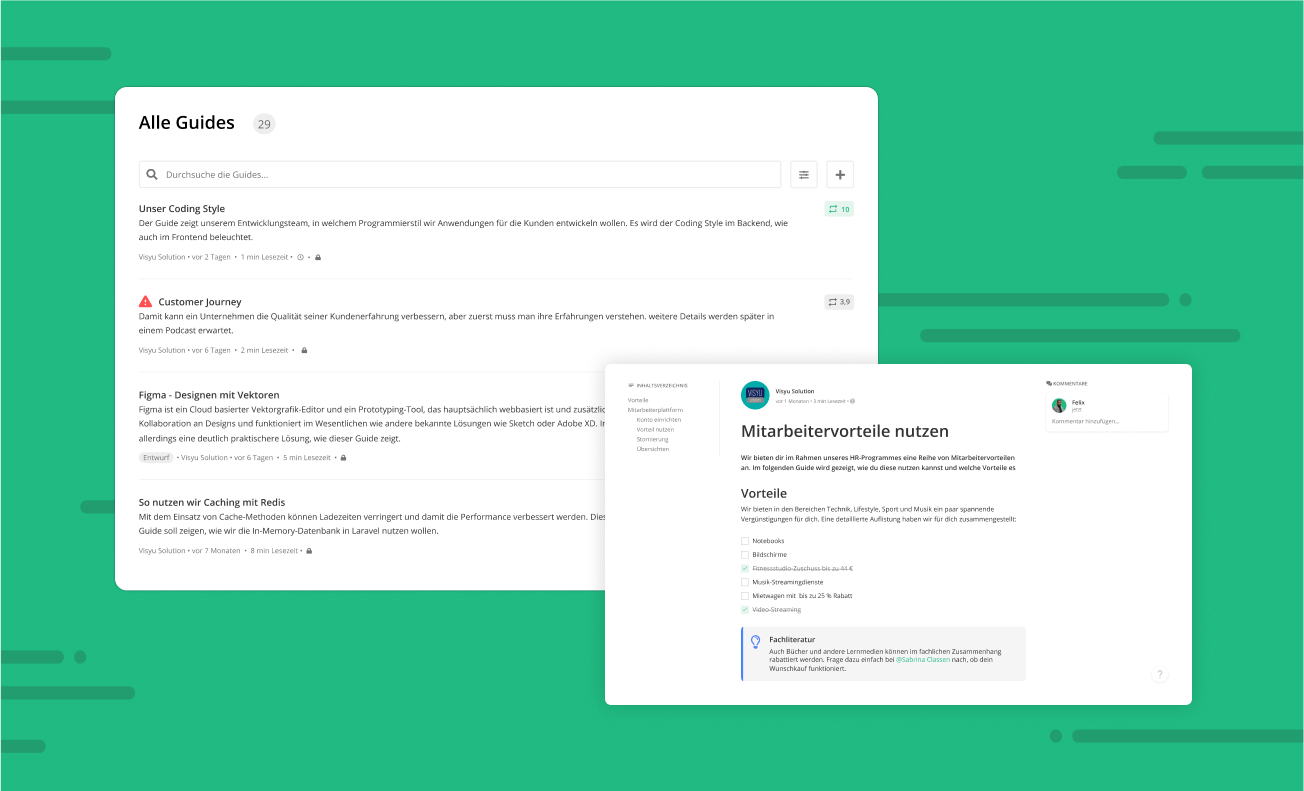 Alle Guides 29
Durchsuche die Guides...
Unser Coding Style
10
Der Guide zeigt unserem Entwicklungsteam, in welchem Programmierstil wir Anwendungen für die Kunden entwickeln wollen. Es wird der Coding Style im Backend, wie
auch im Frontend beleuchtet.
Visyu Solution • vor 2 Tagen • 1 min Lesezeit • •
Customer Journey
3,9
Damit kann ein Unternehmen die Qualität seiner Kundenerfahrung verbessern, aber zuerst muss man ihre Erfahrungen verstehen. weitere Details werden später in
einem Podcast erwartet.
Visyu Solution • vor 6 Tagen • 2 min Lesezeit •
Figma - Designen mit Vektoren
Figma ist ein Cloud basierter Vektorgrafik-Editor und ein Prototyping-Tool, das hauptsächlich webbasiert ist und zusätzlic
Kollaboration an Designs und funktioniert im Wesentlichen wie andere bekannte Lösungen wie Sketch oder Adobe XD. In
allerdings eine deutlich praktischere Lösung, wie dieser Guide zeigt.
Entwurf • Visyu Solution • vor 6 Tagen • 5 min Lesezeit •
So nutzen wir Caching mit Redis
Mit dem Einsatz von Cache-Methoden können Ladezeiten verringert und damit die Performance verbessert werden. Dies
Guide soll zeigen, wie wir die In-Memory-Datenbank in Laravel nutzen wollen.
Visyu Solution • vor 7 Monaten • 8 min Lesezeit •
INHALTSVERZEICHNIS
Vorteile
Mitarbeiterplattform
Konto einrichten
Vorteil nutzen
Stornierung
Übersichten
VISYU
Visyu Solution
vor 1 Monaten • 3 min Lesezeit •
Mitarbeitervorteile nutzen
Wir bieten dir im Rahmen unseres HR-Programmes eine Reihe von Mitarbeitervorteilen
an. Im folgenden Guide wird gezeigt, wie du diese nutzen kannst und welche Vorteile es
Vorteile
Wir bieten in den Bereichen Technik, Lifestyle, Sport und Musik ein paar spannende
Vergünstigungen für dich. Eine detaillierte Auflistung haben wir für dich zusammengestellt:
Notebooks
Bildschirme
Fitnessstudio-Zuschuss bis zu 44 €
Musik-Streamingdienste
Mietwagen mit bis zu 25 % Rabatt
Video-Streaming
Fachliteratur
Auch Bücher und andere Lernmedien können im fachlichen Zusammenhang
rabattiert werden. Frage dazu einfach bei @Sabrina Classen nach, ob dein
Wunschkauf funktioniert.
KOMMENTARE
Felix
jetzt
Kommentar hinzufügen...
?